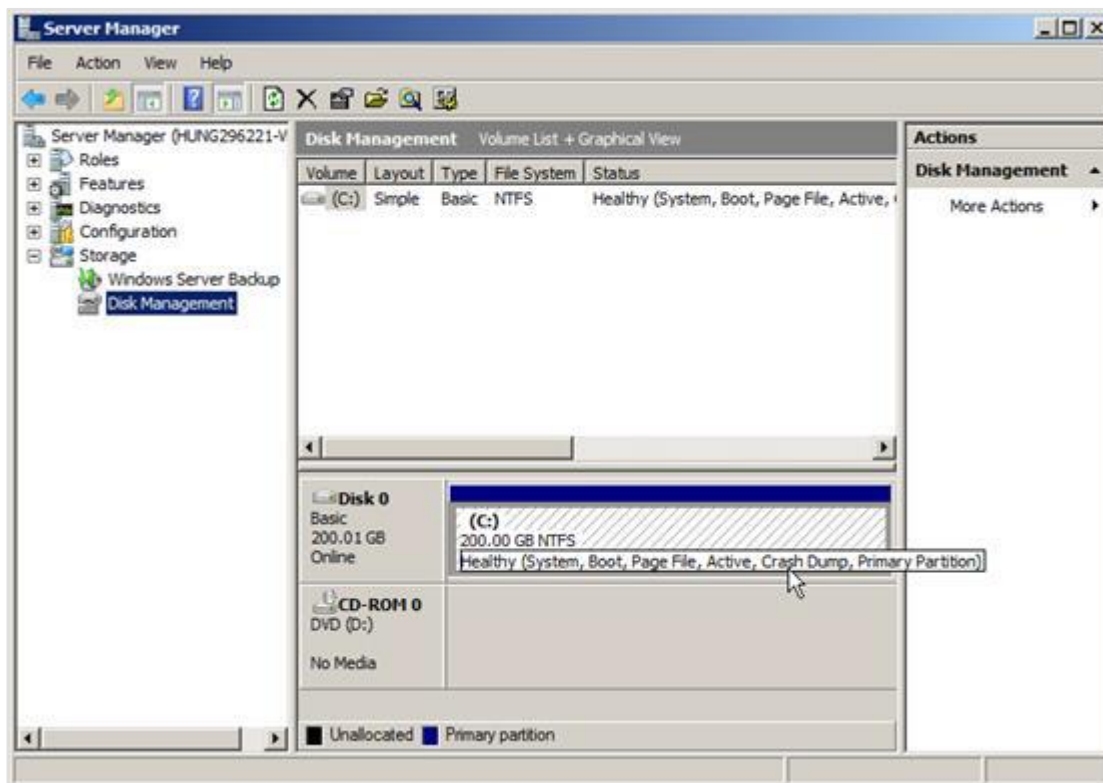 Server Manager
File Action View Help
Server Manager (HUNG296221-V
Roles
Features
Diagnostics
Configuration
Storage
Windows Server Backup
Disk Management
Disk Management Volume List + Graphical View
Volume Layout Type File System Status
(C:) Simple Basic NTFS Healthy (System, Boot, Page File, Active,
Disk 0
Basic
200.01 GB
Online
(C:)
200.00 GB NTFS
Healthy (System, Boot, Page File, Active, Crash Dump, Primary Partition)
CD-ROM 0
DVD (D:)
No Media
Unallocated Primary partition
Actions
Disk Management
More Actions